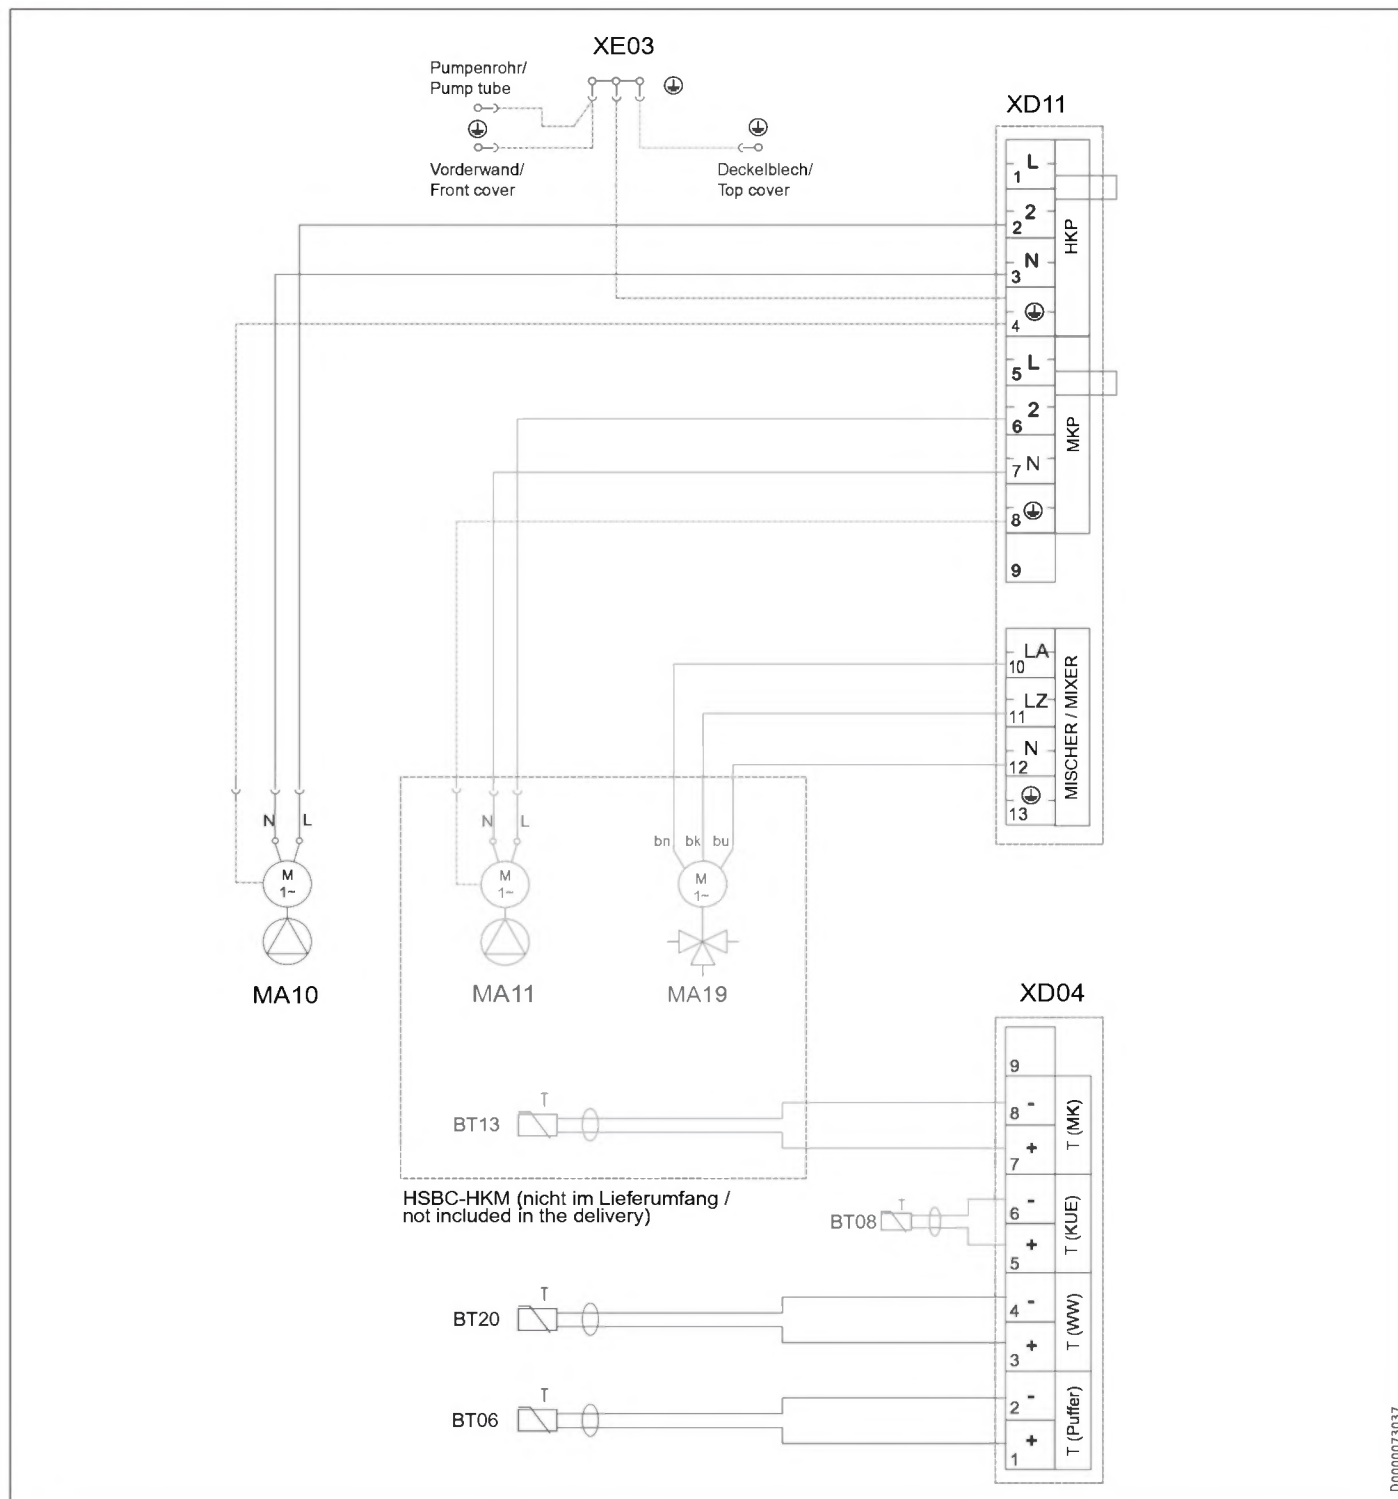 XE03
Pumpenrohr/
Pump tube
Vorderwand/
Front cover
Deckelblech/
Top cover
XD11
1 L
2 2
3 N
4
HKP
5 L
6 2
7 N
8
MKP
9
10 LA
11 LZ
12 N
13
MISCHER / MIXER
N L
M
1~
MA10
N L
M
1~
MA11
bn bk bu
M
1~
MA19
XD04
9
8 -
7 +
T (MK)
6 -
5 +
T (KUE)
4 -
3 +
T (WW)
2 -
1 +
T (Puffer)
T
BT13
HSBC-HKM (nicht im Lieferumfang /
not included in the delivery)
T
BT08
T
BT20
T
BT06
D0000073037